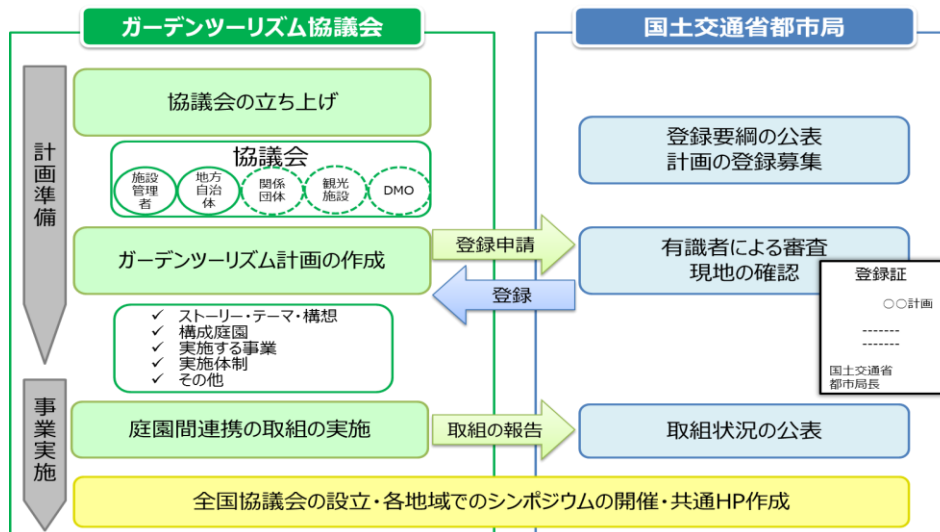 ガーデンツーリズム協議会
国土交通省都市局
計画準備
協議会の立ち上げ
協議会
施設
管理
者
地方
自治
体
関係
団体
観光
施設
DMO
登録要綱の公表
計画の登録募集
ガーデンツーリズム計画の作成
登録申請
登録
有識者による審査
現地の確認
登録証
○○計画
-------
-------
国土交通省
都市局長
✓ ストーリー・テーマ・構想
✓ 構成庭園
✓ 実施する事業
✓ 実施体制
✓ その他
事業実施
庭園間連携の取組の実施
取組の報告
取組状況の公表
全国協議会の設立・各地域でのシンポジウムの開催・共通HP作成